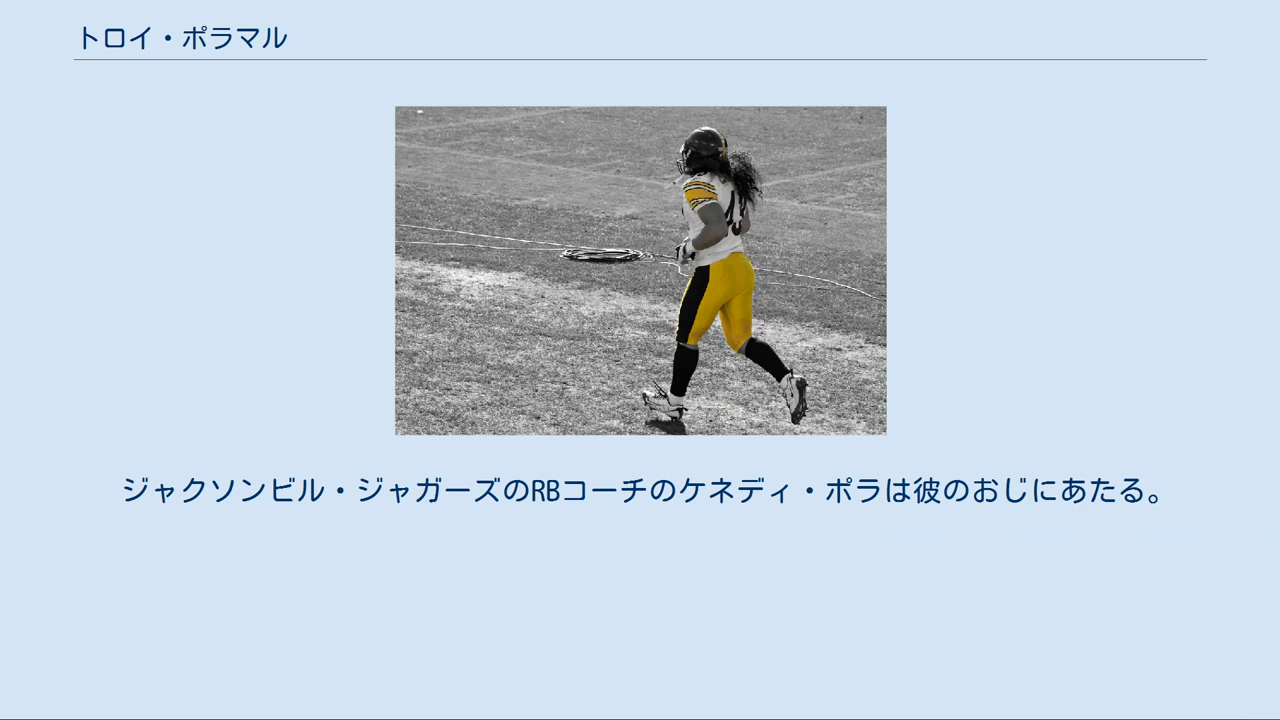 トロイ・ポラマル
ジャクソンビル・ジャガーズのRBコーチのケネディ・ポラは彼のおじにあたる。